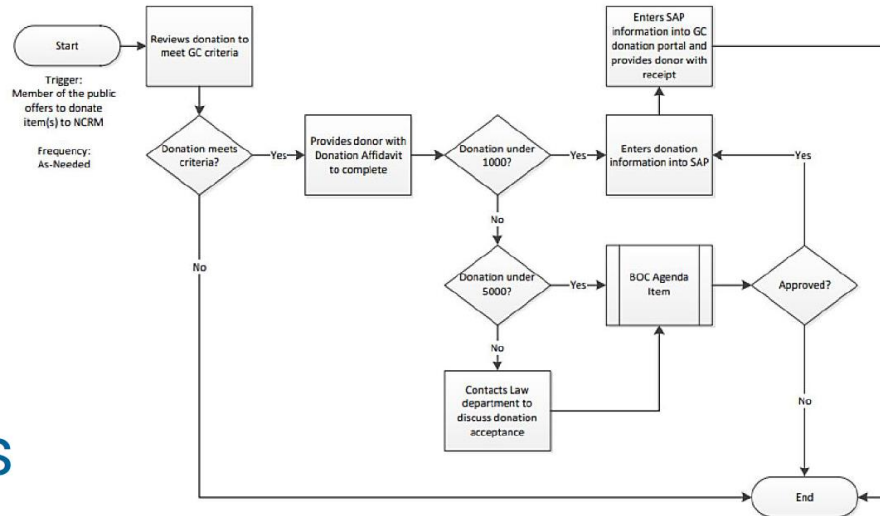 Start
Trigger:
Member of the public
offers to donate
item(s) to NCRM
Frequency:
As-Needed
Reviews donation to
meet GC criteria
Donation meets
criteria?
Yes
No
Provides donor with
Donation Affidavit
to complete
Donation under
1000?
Yes
No
Enters donation
information into SAP
Enters SAP
information into GC
donation portal and
provides donor with
receipt
Donation under
5000?
Yes
No
BOC Agenda
Item
Approved?
Yes
No
Contacts Law
department to
discuss donation
acceptance
End
s